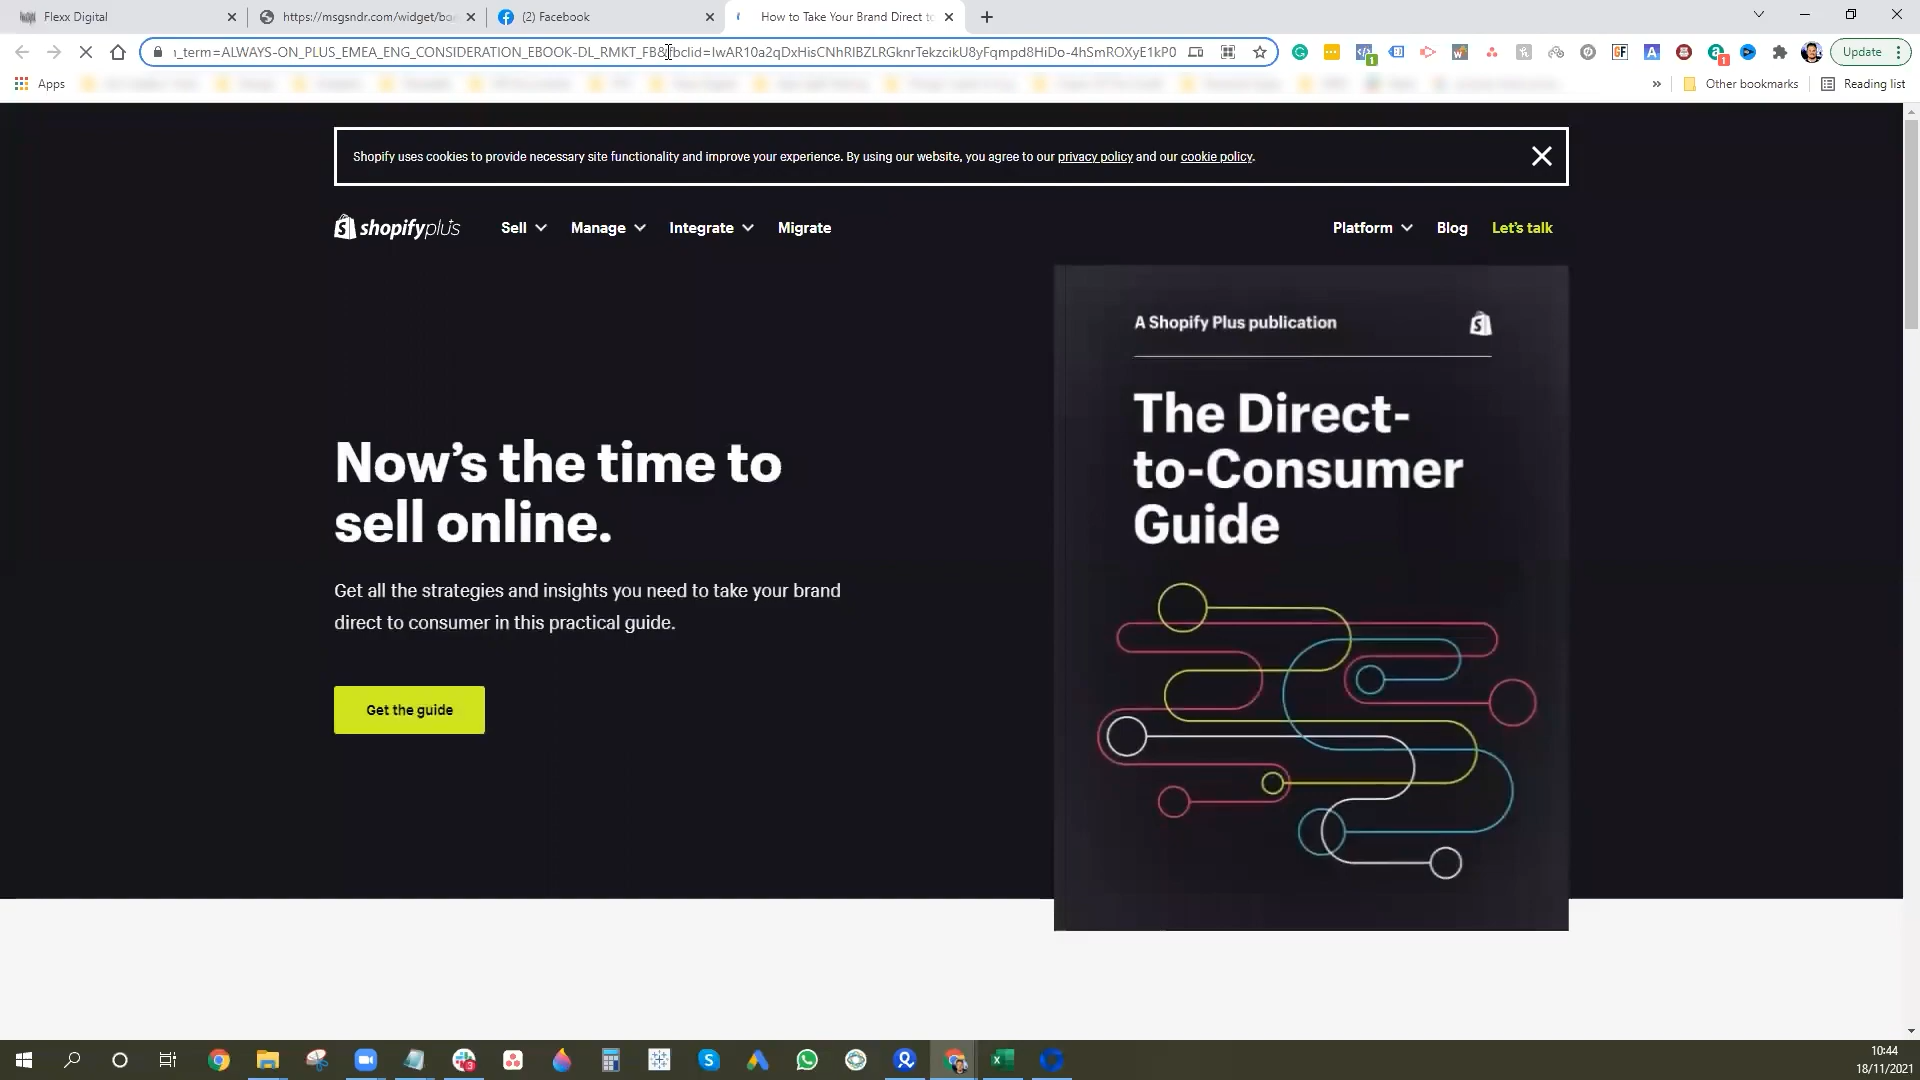 Flexx Digital
https://msgsndr.com/widget/bo
(2) Facebook
How to Take Your Brand Direct to
_term=ALWAYS-ON_PLUS_EMEA_ENG_CONSIDERATION_EBOOK-DL_RMKT_FB&fbclid=IwAR10a2qDxHisCNhRlBZLRGknrTekzcikU8yFqmpd8HiDo-4hSmROXyE1kP0
Update
Apps
Other bookmarks
Reading list
Shopify uses cookies to provide necessary site functionality and improve your experience. By using our website, you agree to our privacy policy and our cookie policy.
shopifyplus
Sell
Manage
Integrate
Migrate
Platform
Blog
Let's talk
A Shopify Plus publication
The Direct-
to-Consumer
Guide
Now's the time to
sell online.
Get all the strategies and insights you need to take your brand
direct to consumer in this practical guide.
Get the guide
10:44
18/11/2021